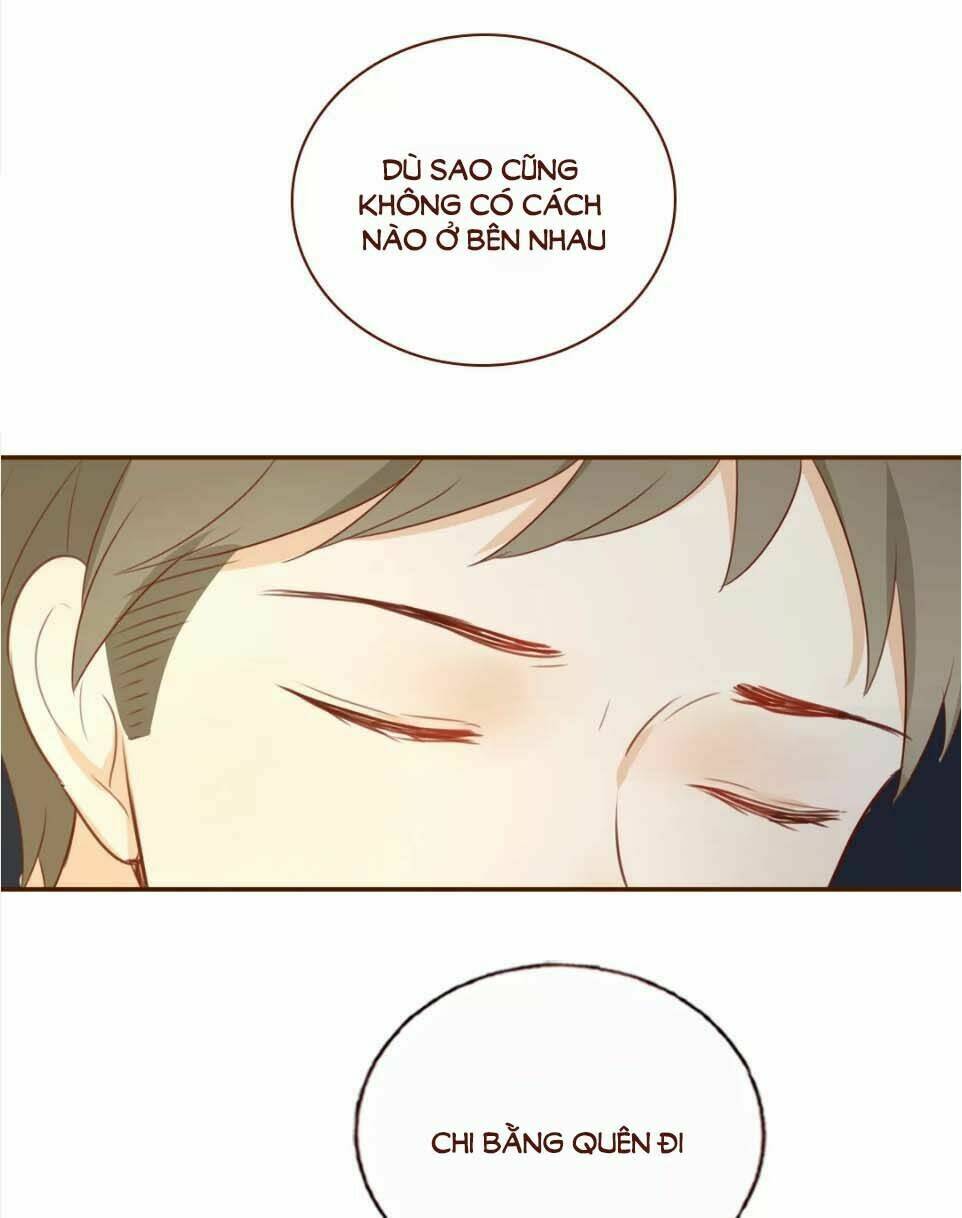 DÙ SAO CŨNG
KHÔNG CÓ CÁCH
NÀO Ở BÊN NHAU
CHI BẰNG QUÊN ĐI